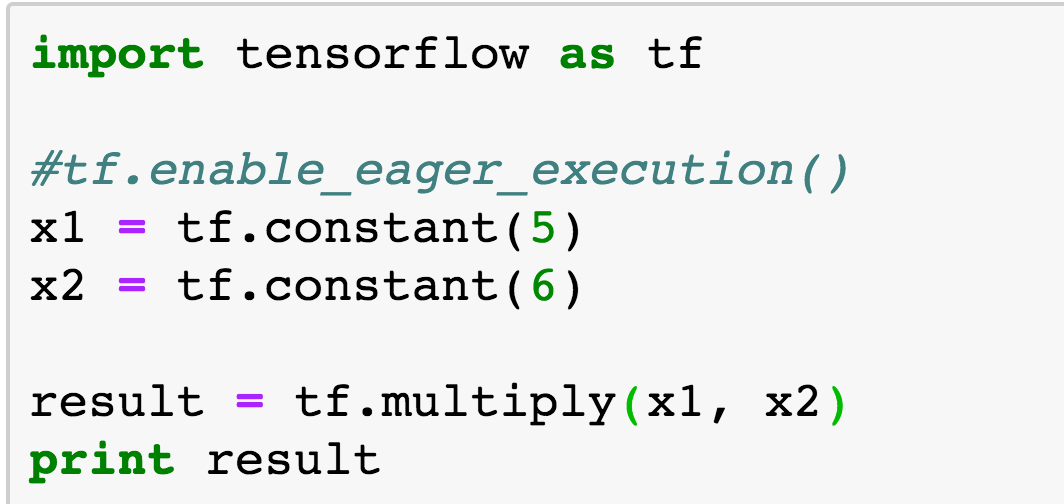 import tensorflow as tf
#tf.enable_eager_execution()
x1 = tf.constant(5)
x2 = tf.constant(6)
result = tf.multiply(x1, x2)
print result